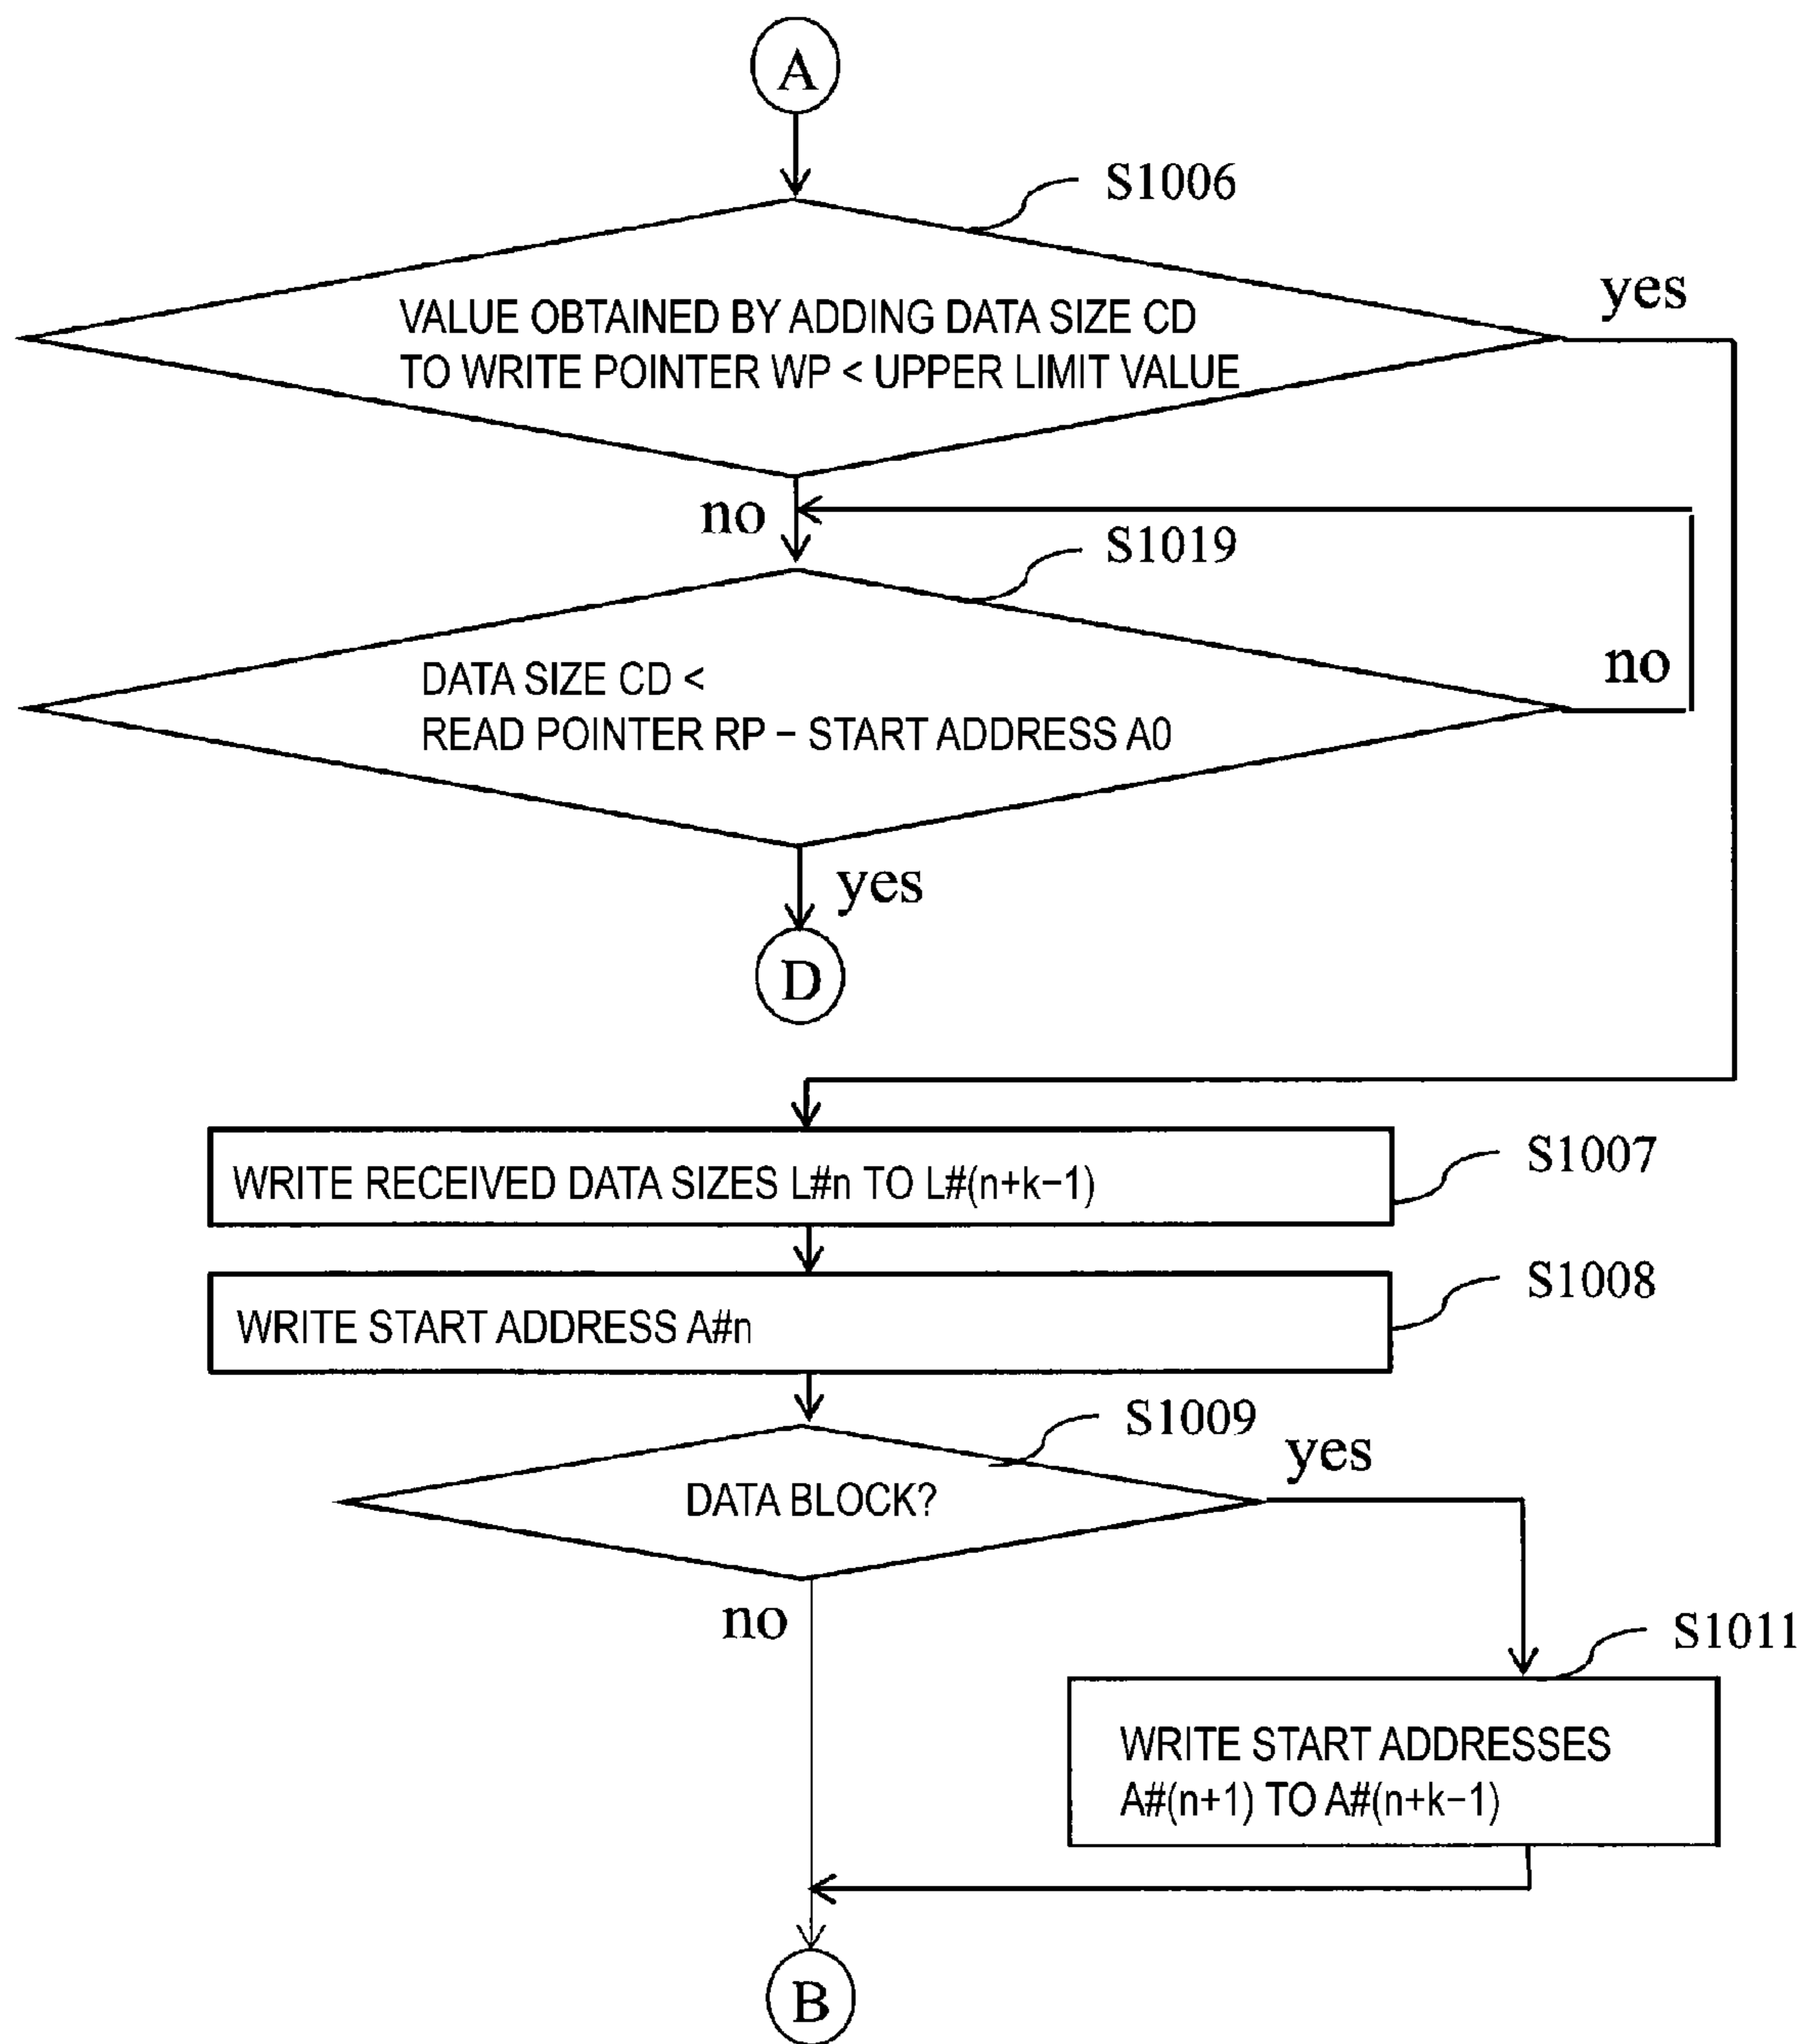 A
S1006
VALUE OBTAINED BY ADDING DATA SIZE CD
TO WRITE POINTER WP < UPPER LIMIT VALUE
yes
no
S1019
DATA SIZE CD <
READ POINTER RP − START ADDRESS A0
no
yes
D
WRITE RECEIVED DATA SIZES L#n TO L#(n+k−1)
S1007
WRITE START ADDRESS A#n
S1008
S1009
DATA BLOCK?
yes
no
S1011
WRITE START ADDRESSES
A#(n+1) TO A#(n+k−1)
B